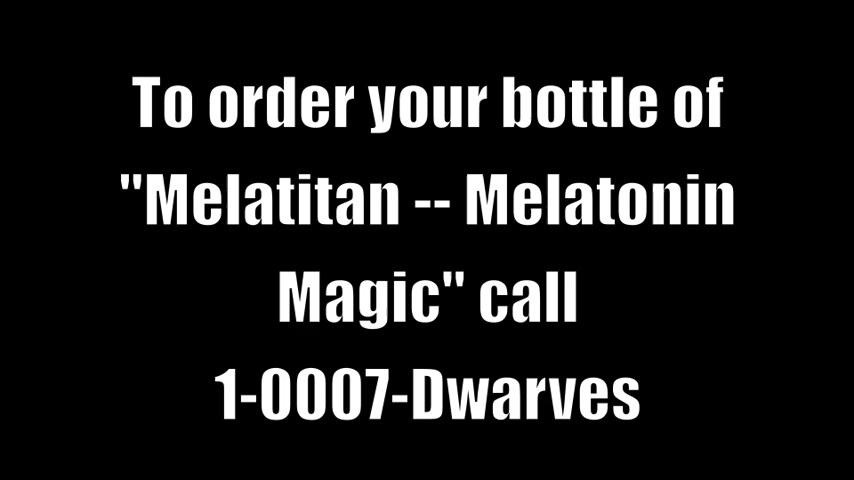 To order your bottle of
"Melatitan -- Melatonin
Magic" call
1-0007-Dwarves